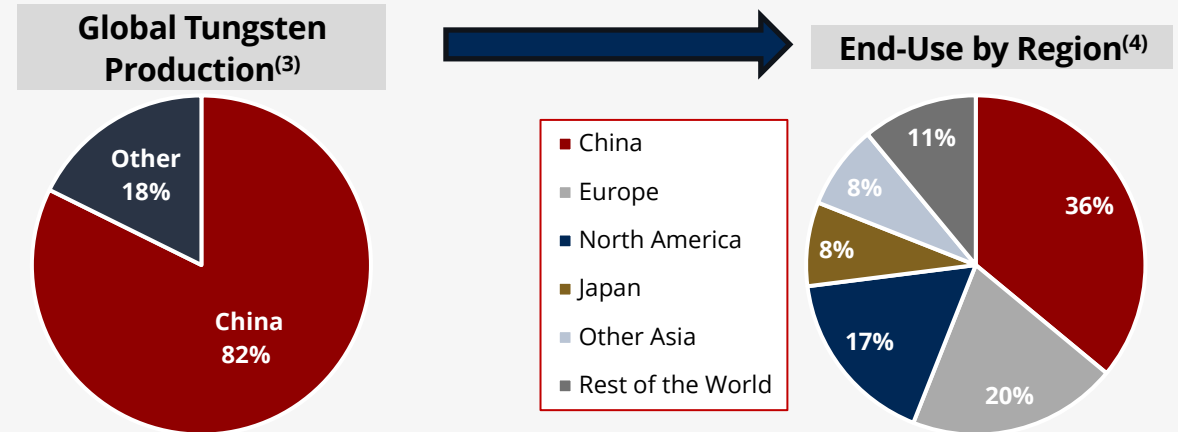 Global Tungsten
Production(3)
End-Use by Region(4)
Other
18%
China
82%
China
Europe
North America
Japan
Other Asia
Rest of the World
11%
36%
8%
8%
17%
20%